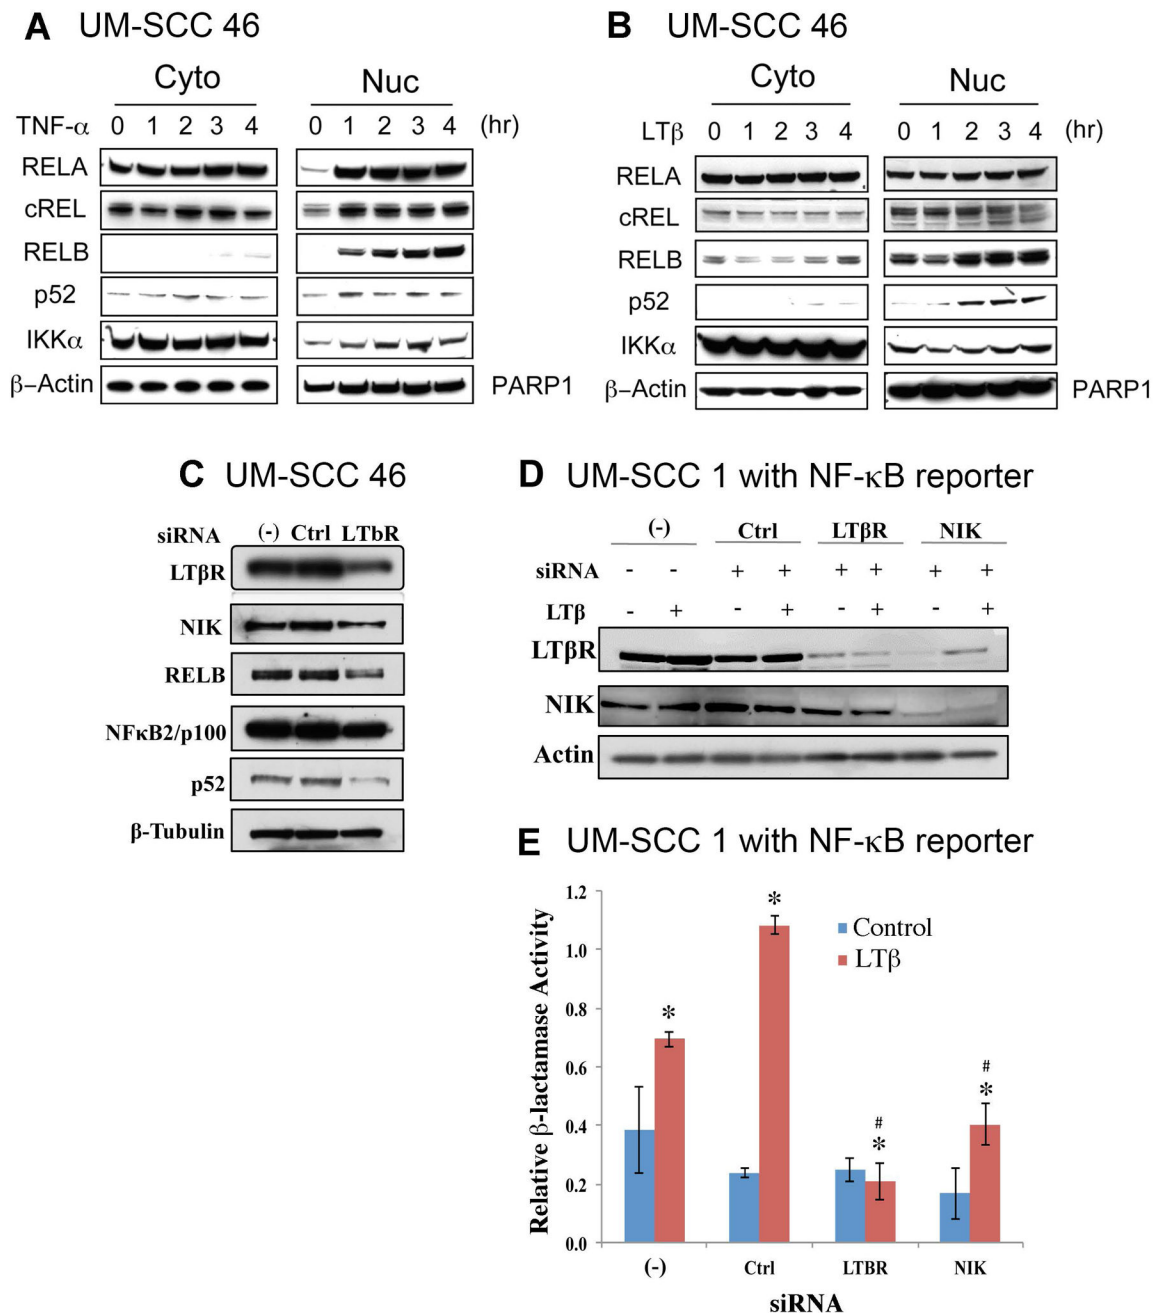 A UM-SCC 46
Cyto Nuc
TNF-α 0 1 2 3 4 0 1 2 3 4 (hr)
RELA
cREL
RELB
p52
IKKα
β–Actin PARP1
B UM-SCC 46
Cyto Nuc
LTβ 0 1 2 3 4 0 1 2 3 4 (hr)
RELA
cREL
RELB
p52
IKKα
β–Actin PARP1
C UM-SCC 46
siRNA (-) Ctrl LTbR
LTβR
NIK
RELB
NFκB2/p100
p52
β-Tubulin
D UM-SCC 1 with NF-κB reporter
(-) Ctrl LTβR NIK
siRNA - - + + + + + +
LTβ - + - + - + - +
LTβR
NIK
Actin
E UM-SCC 1 with NF-κB reporter
Relative β-lactamase Activity
1.2
1.0
0.8
0.6
0.4
0.2
0.0
Control
LTβ
*
*
#
*
#
*
(-) Ctrl LTBR NIK
siRNA